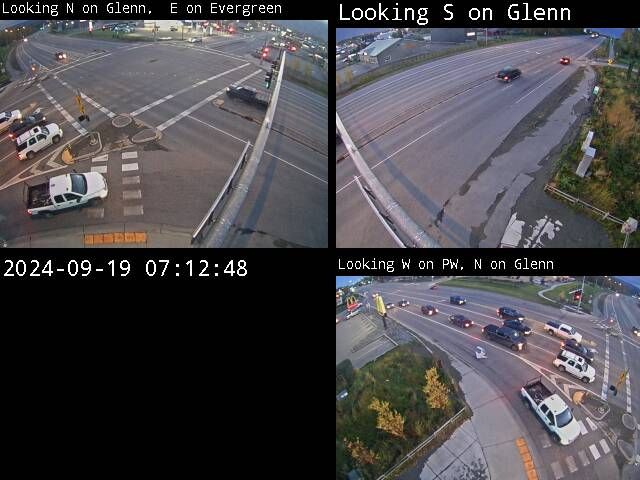 Looking N on Glenn, E on Evergreen
Looking S on Glenn
2024-09-19 07:12:48
Looking W on PW, N on Glenn